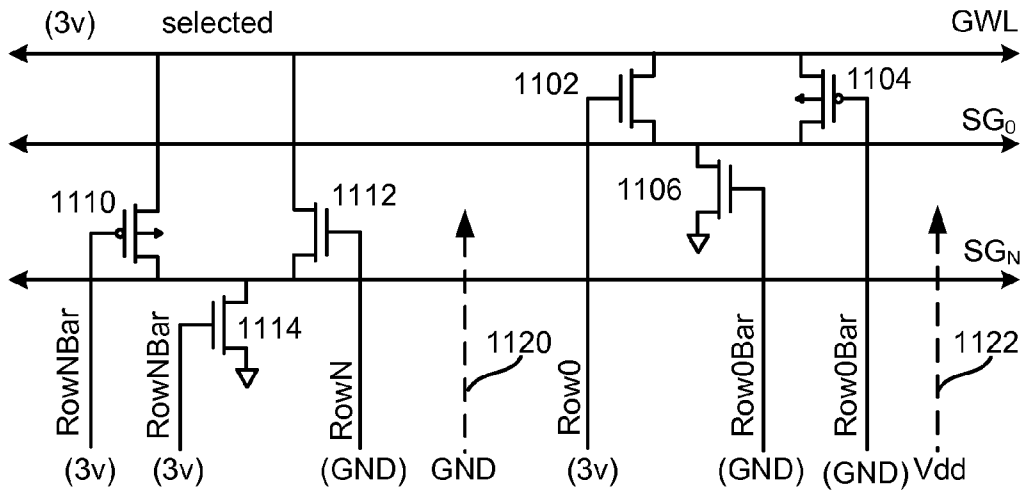 (3v) selected GWL
1102
1104
SG0
1110
1112
1106
SGN
1114
1120
1122
RowNBar
RowNBar
RowN
Row0
Row0Bar
Row0Bar
(3v) (3v) (GND) GND (3v) (GND) (GND) Vdd